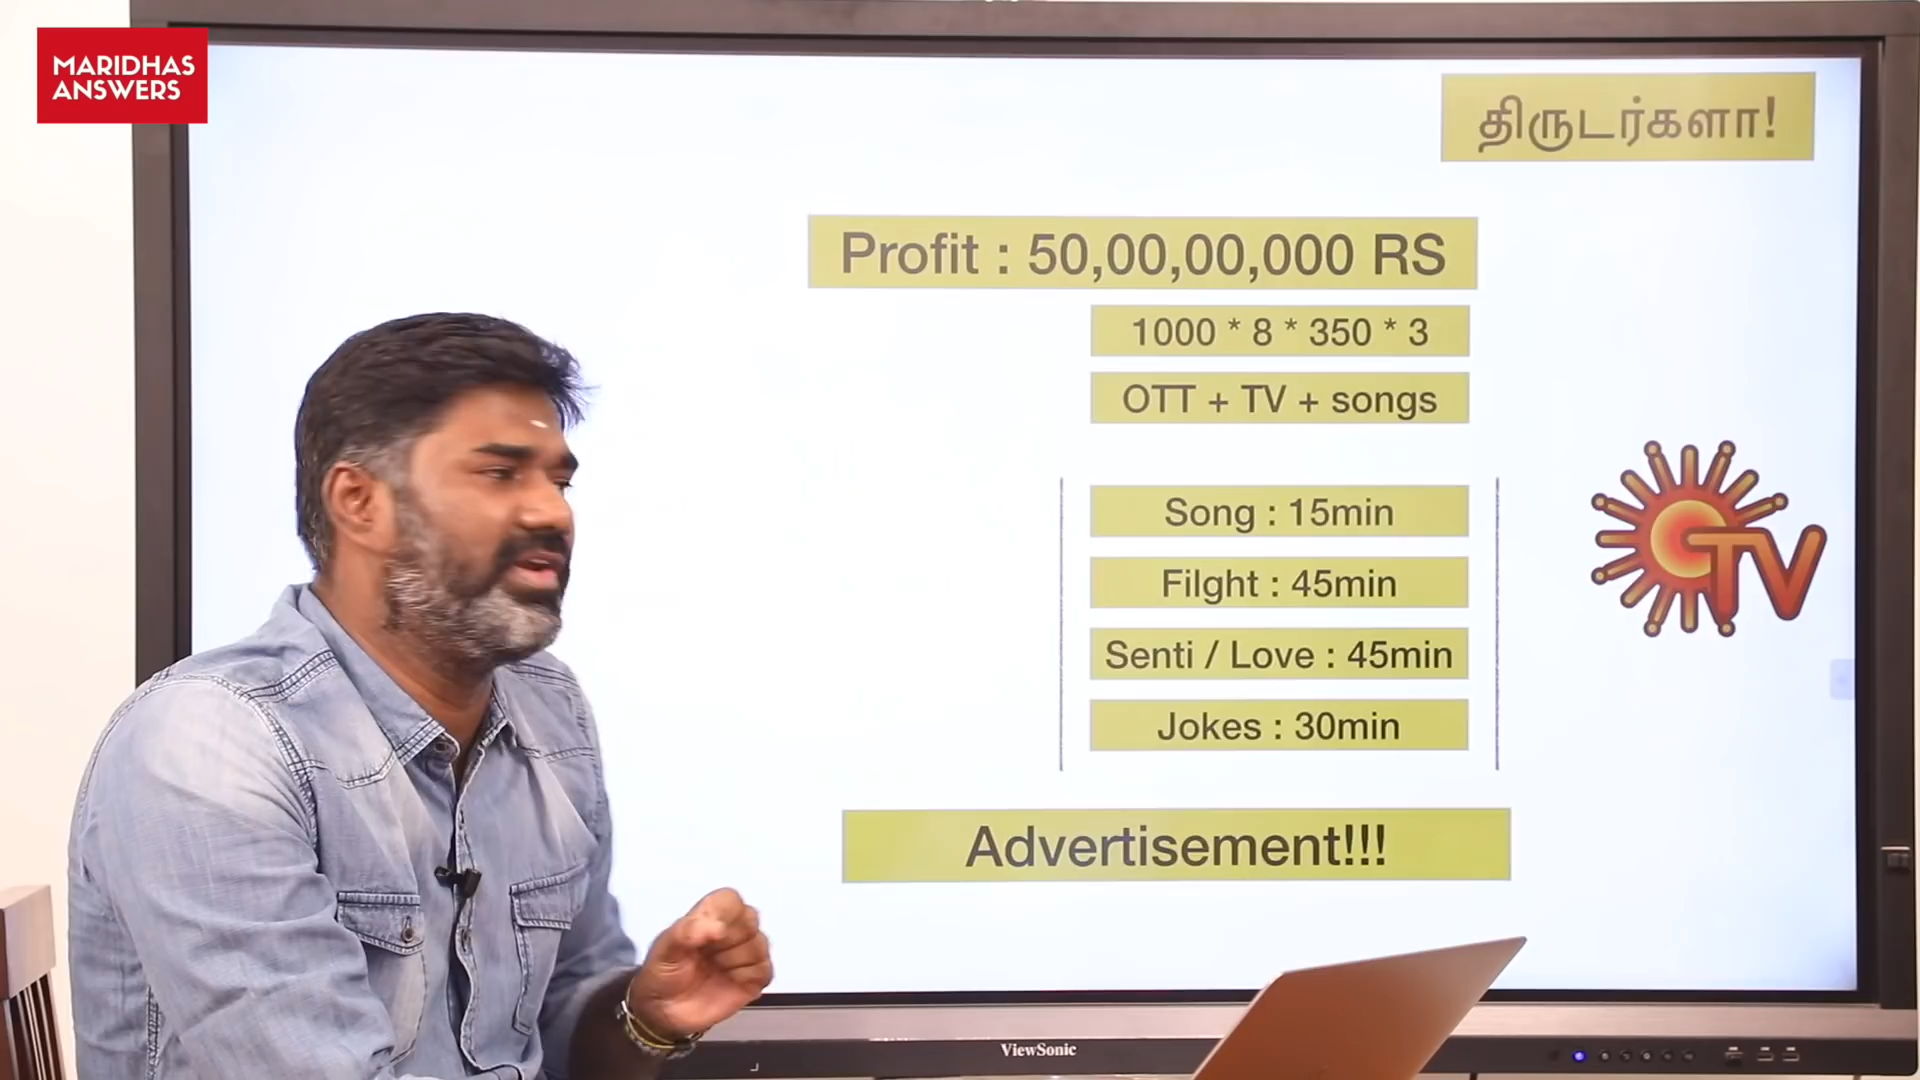 MARIDHAS
ANSWERS
திருடர்களா!
Profit : 50,00,00,000 RS
1000 * 8 * 350 * 3
OTT + TV + songs
Song : 15min
Filght : 45min
Senti / Love : 45min
Jokes : 30min
TV
Advertisement!!!
ViewSonic